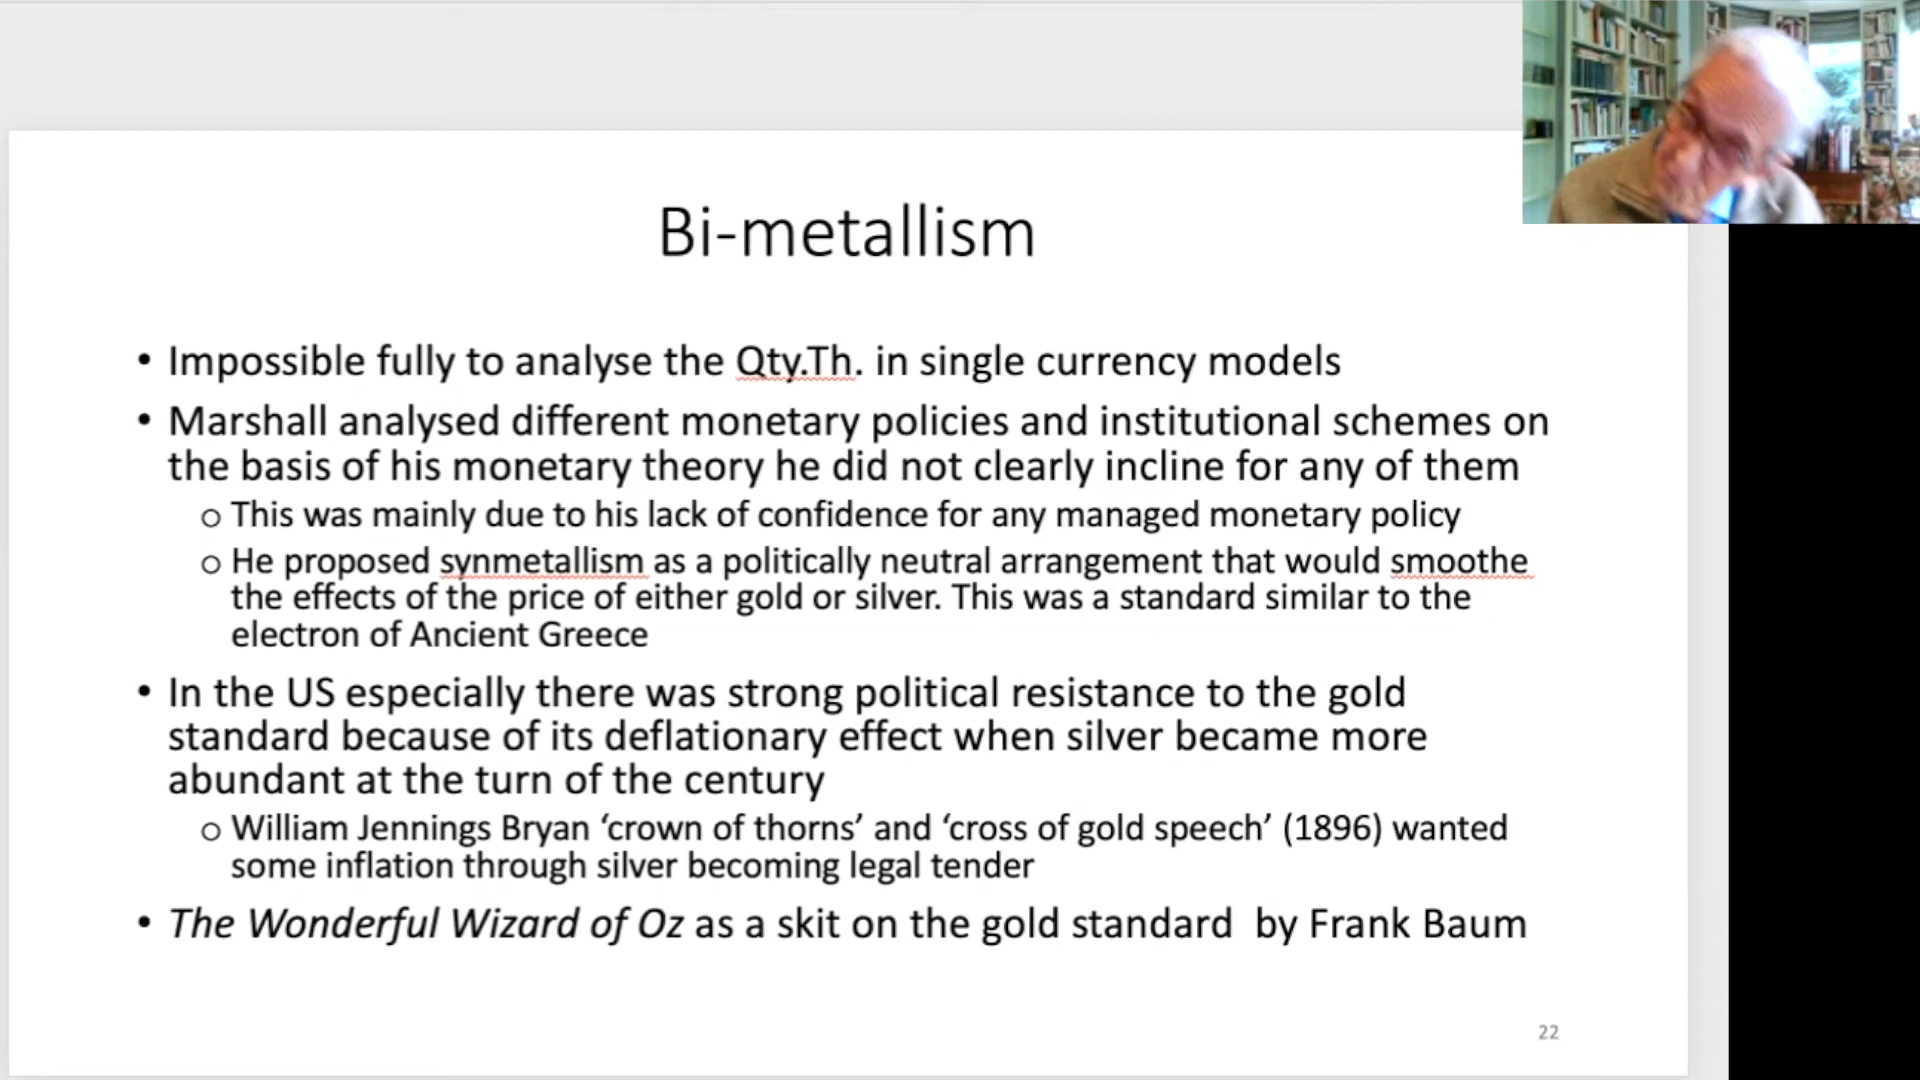 Bi-metallism
• Impossible fully to analyse the Qty.Th. in single currency models
• Marshall analysed different monetary policies and institutional schemes on
the basis of his monetary theory he did not clearly incline for any of them
o This was mainly due to his lack of confidence for any managed monetary policy
o He proposed synmetallism as a politically neutral arrangement that would smoothe
the effects of the price of either gold or silver. This was a standard similar to the
electron of Ancient Greece
• In the US especially there was strong political resistance to the gold
standard because of its deflationary effect when silver became more
abundant at the turn of the century
o William Jennings Bryan ‘crown of thorns’ and ‘cross of gold speech’ (1896) wanted
some inflation through silver becoming legal tender
• The Wonderful Wizard of Oz as a skit on the gold standard  by Frank Baum
22